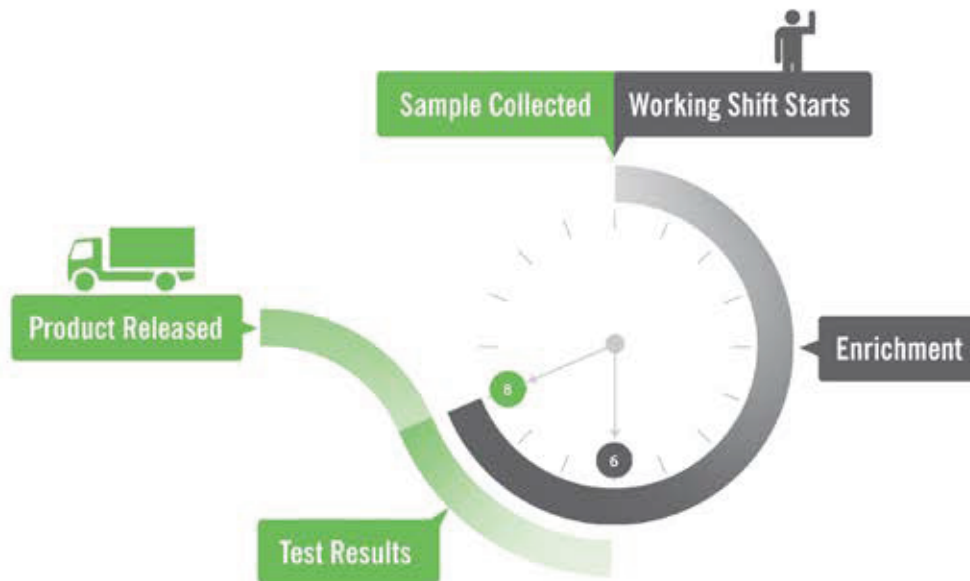 Sample Collected
Working Shift Starts
Product Released
Enrichment
8
6
Test Results